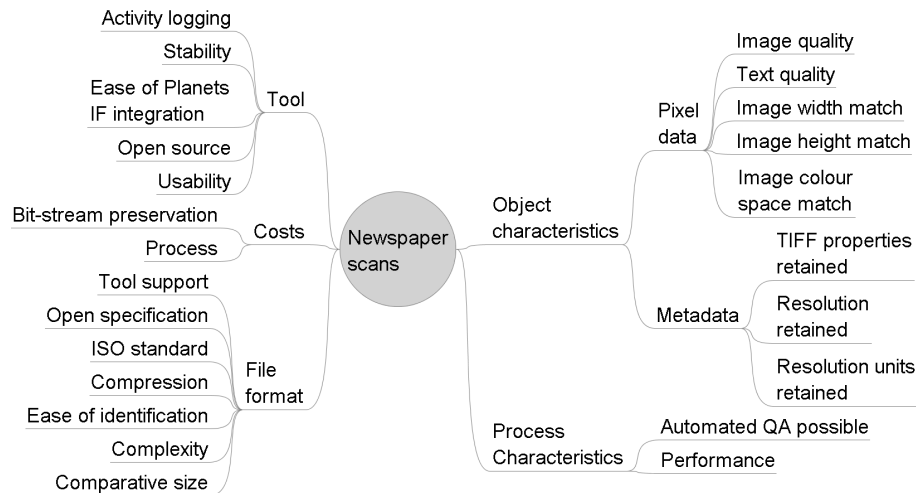 Activity logging
Stability
Ease of Planets
IF integration
Open source
Usability
Tool
Bit-stream preservation
Process
Costs
Tool support
Open specification
ISO standard
Compression
Ease of identification
Complexity
Comparative size
File
format
Newspaper
scans
Object
characteristics
Pixel
data
Image quality
Text quality
Image width match
Image height match
Image colour
space match
Metadata
TIFF properties
retained
Resolution
retained
Resolution units
retained
Process
Characteristics
Automated QA possible
Performance